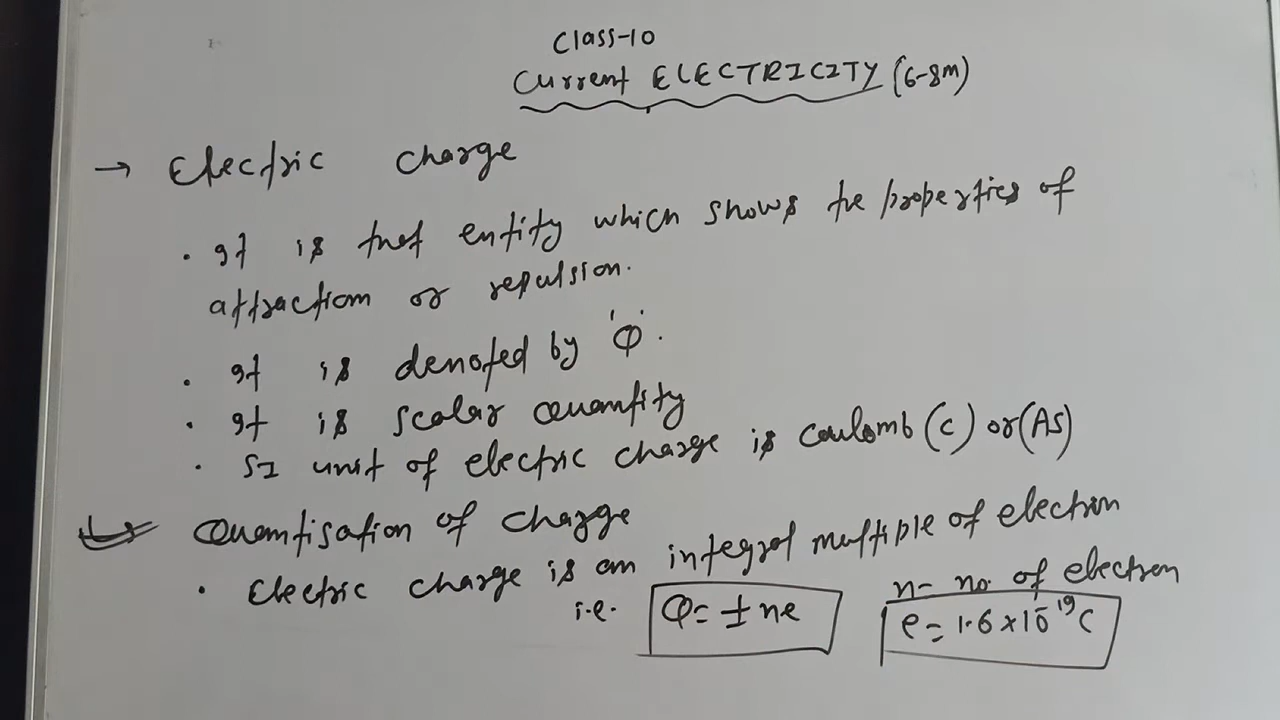 Class-10
Current ELECTRICITY (6-8m)
→ Electric charge
• It is that entity which shows the properties of
attraction or repulsion.
• It is denoted by 'Q'.
• It is scalar Quantity
• SI unit of electric charge is Coulomb (C) or (As)
Quantisation of charge
• Electric charge is an integral multiple of electron
i.e. Q = ± ne n- no. of electron
e = 1.6 × 10⁻¹⁹ C